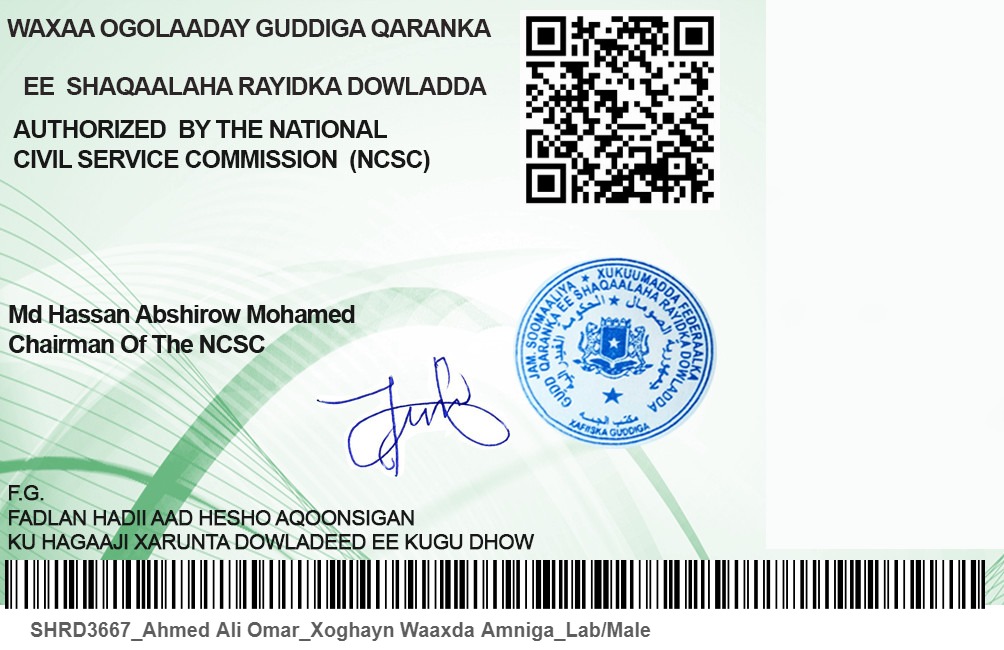 WAXAA OGOLAADAY GUDDIGA QARANKA
EE SHAQAALAHA RAYIDKA DOWLADDA
AUTHORIZED BY THE NATIONAL
CIVIL SERVICE COMMISSION (NCSC)
JAM. SOOMAALIYA ★ XUKUUMADDA FEDERAALKA
GUDD QARANKA EE SHAQAALAHA RAYIDKA DOWLADDA
XAFIISKA GUDDIGA
Md Hassan Abshirow Mohamed
Chairman Of The NCSC
F.G.
FADLAN HADII AAD HESHO AQOONSIGAN
KU HAGAAJI XARUNTA DOWLADEED EE KUGU DHOW
SHRD3667_Ahmed Ali Omar_Xoghayn Waaxda Amniga_Lab/Male